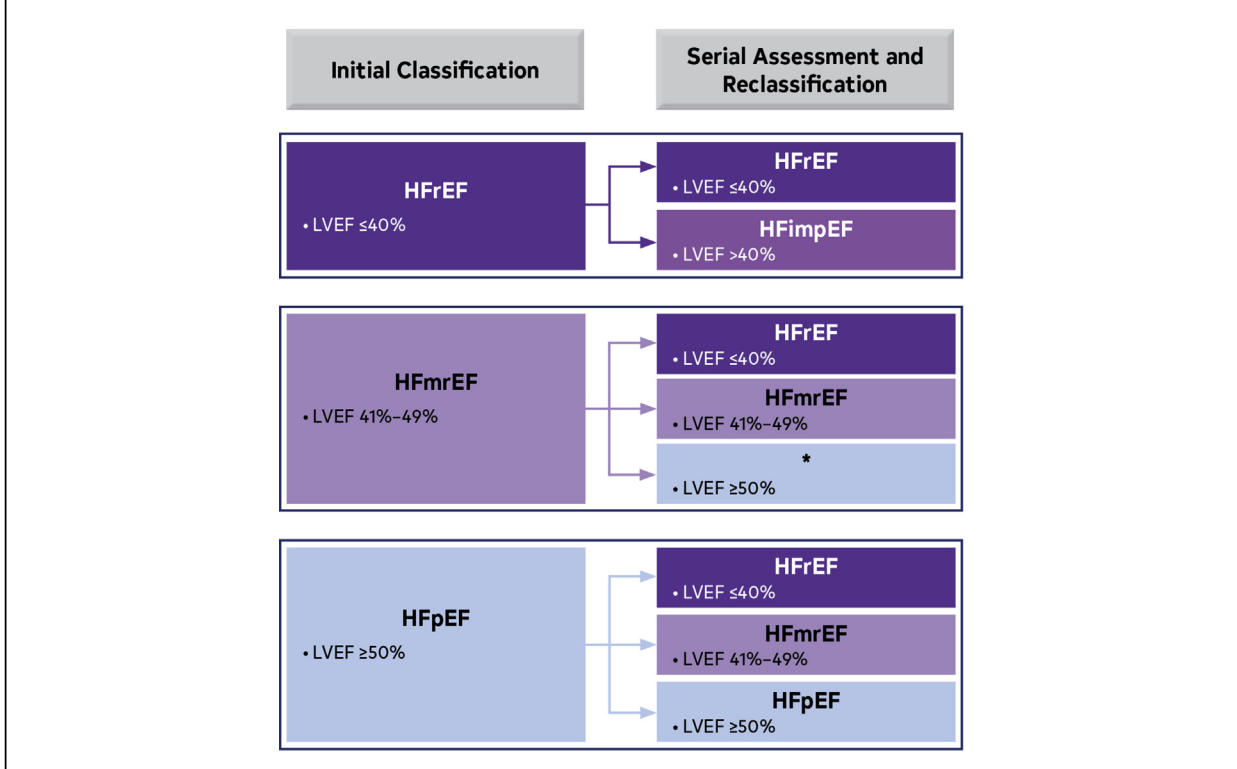 Initial Classification
Serial Assessment and
Reclassification
HFrEF
• LVEF ≤40%
HFrEF
• LVEF ≤40%
HFimpEF
• LVEF >40%
HFmrEF
• LVEF 41%–49%
HFrEF
• LVEF ≤40%
HFmrEF
• LVEF 41%–49%
*
• LVEF ≥50%
HFpEF
• LVEF ≥50%
HFrEF
• LVEF ≤40%
HFmrEF
• LVEF 41%–49%
HFpEF
• LVEF ≥50%